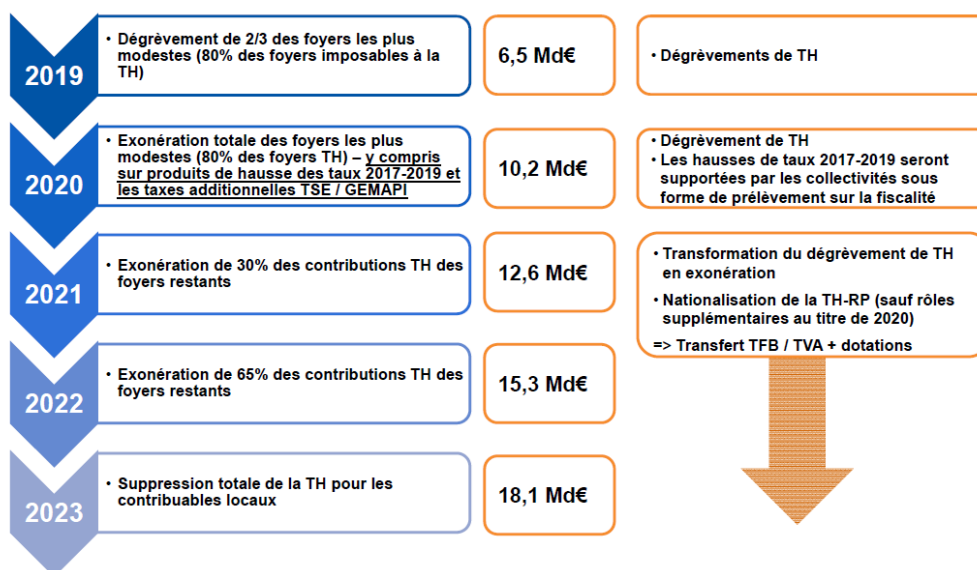 2019
• Dégrèvement de 2/3 des foyers les plus
modestes (80% des foyers imposables à la
TH)
6,5 Md€
• Dégrèvements de TH
2020
• Exonération totale des foyers les plus
modestes (80% des foyers TH) – y compris
sur produits de hausse des taux 2017-2019 et
les taxes additionnelles TSE / GEMAPI
10,2 Md€
• Dégrèvement de TH
• Les hausses de taux 2017-2019 seront
supportées par les collectivités sous
forme de prélèvement sur la fiscalité
2021
• Exonération de 30% des contributions TH des
foyers restants
12,6 Md€
• Transformation du dégrèvement de TH
en exonération
• Nationalisation de la TH-RP (sauf rôles
supplémentaires au titre de 2020)
=> Transfert TFB / TVA + dotations
2022
• Exonération de 65% des contributions TH des
foyers restants
15,3 Md€
2023
• Suppression totale de la TH pour les
contribuables locaux
18,1 Md€